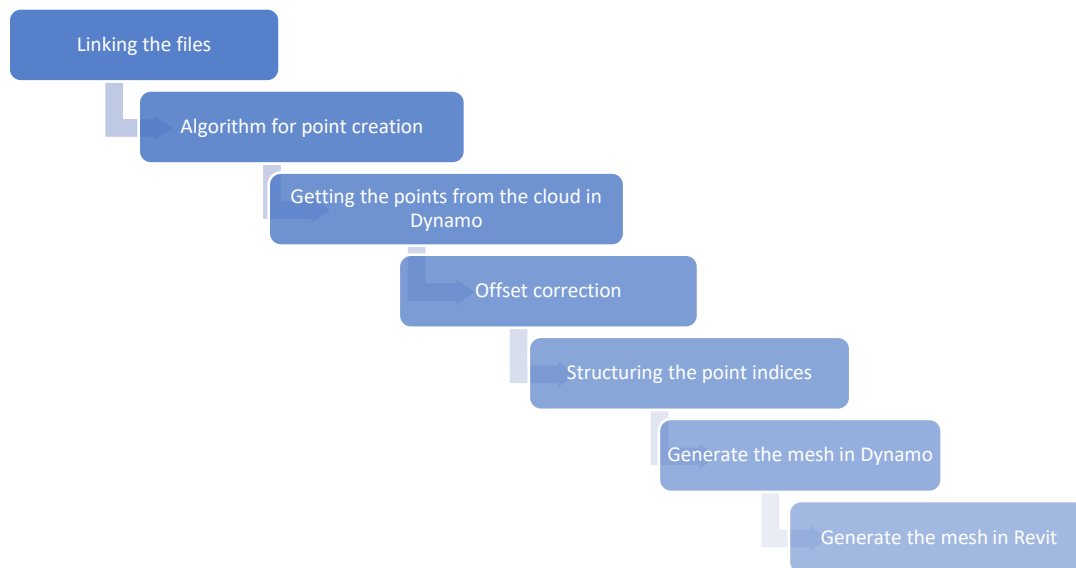 Linking the files
Algorithm for point creation
Getting the points from the cloud in
Dynamo
Offset correction
Structuring the point indices
Generate the mesh in Dynamo
Generate the mesh in Revit